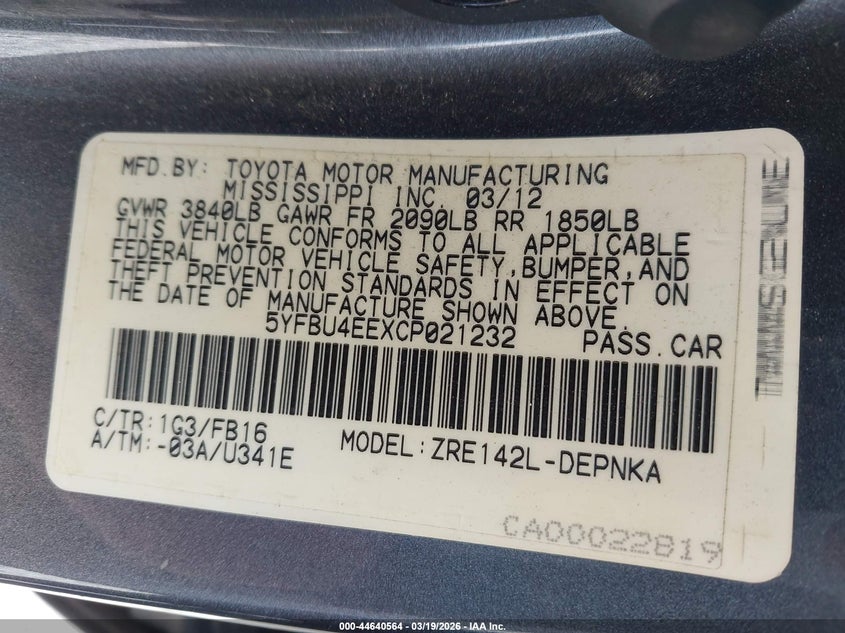 MFD.BY: TOYOTA MOTOR MANUFACTURING
MISSISSIPPI INC. 03/12
GVWR 3840LB GAWR FR 2090LB RR 1850LB
THIS VEHICLE CONFORMS TO ALL APPLICABLE
FEDERAL MOTOR VEHICLE SAFETY,BUMPER,AND
THEFT PREVENTION STANDARDS IN EFFECT ON
THE DATE OF MANUFACTURE SHOWN ABOVE.
5YFBU4EEXCP021232 PASS.CAR
C/TR:1G3/FB16
A/TM:-03A/U341E
MODEL:ZRE142L-DEPNKA
CA00022819
000-44640564 | 03/19/2026 - IAA Inc.